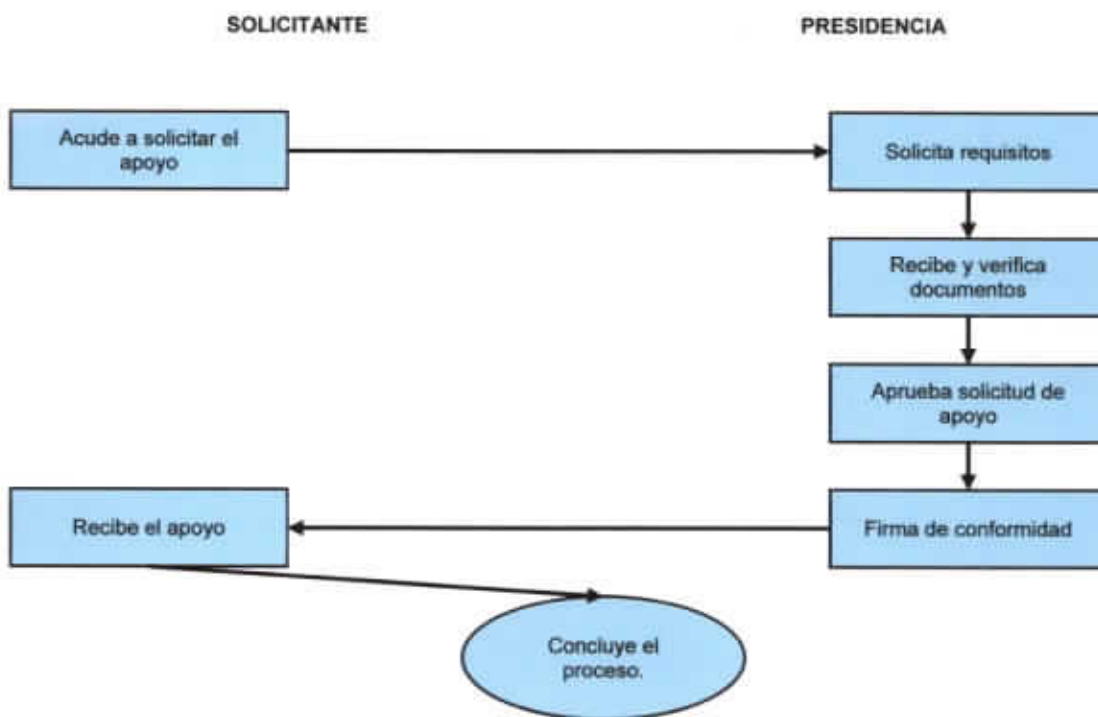 SOLICITANTE
PRESIDENCIA
Acude a solicitar el
apoyo
Solicita requisitos
Recibe y verifica
documentos
Aprueba solicitud de
apoyo
Recibe el apoyo
Firma de conformidad
Concluye el
proceso.